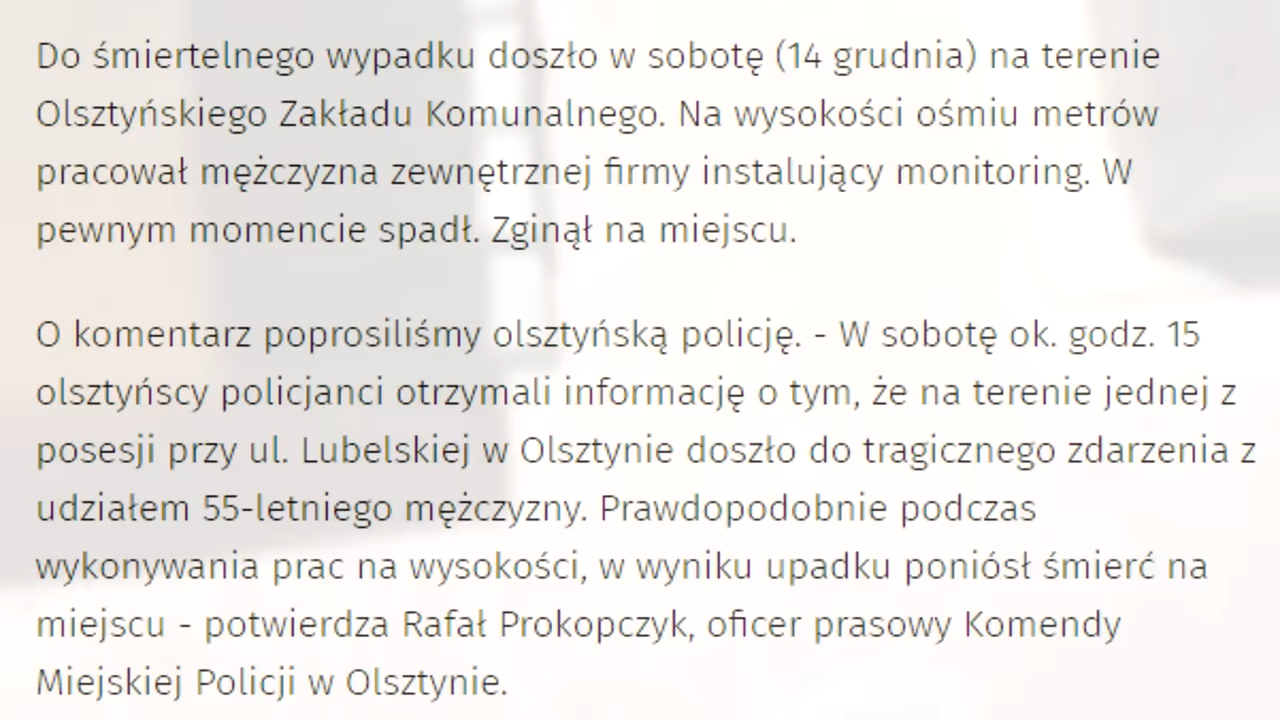 Do śmiertelnego wypadku doszło w sobotę (14 grudnia) na terenie
Olsztyńskiego Zakładu Komunalnego. Na wysokości ośmiu metrów
pracował mężczyzna zewnętrznej firmy instalujący monitoring. W
pewnym momencie spadł. Zginął na miejscu.
O komentarz poprosiliśmy olsztyńską policję. - W sobotę ok. godz. 15
olsztyńscy policjanci otrzymali informację o tym, że na terenie jednej z
posesji przy ul. Lubelskiej w Olsztynie doszło do tragicznego zdarzenia z
udziałem 55-letniego mężczyzny. Prawdopodobnie podczas
wykonywania prac na wysokości, w wyniku upadku poniósł śmierć na
miejscu - potwierdza Rafał Prokopczyk, oficer prasowy Komendy
Miejskiej Policji w Olsztynie.